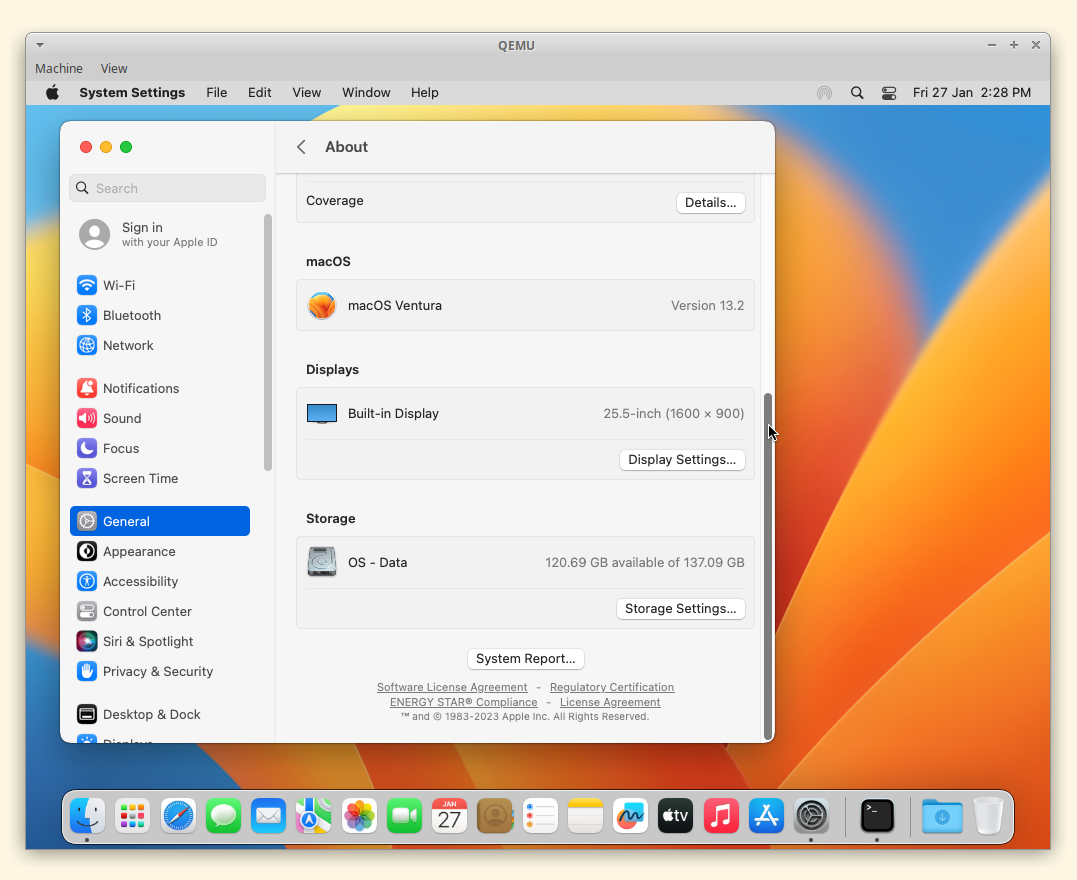 QEMU
Machine View
System Settings File Edit View Window Help Fri 27 Jan 2:28 PM
Search
Sign in
with your Apple ID
Wi-Fi
Bluetooth
Network
Notifications
Sound
Focus
Screen Time
General
Appearance
Accessibility
Control Center
Siri & Spotlight
Privacy & Security
Desktop & Dock
Displays
About
Coverage Details...
macOS
macOS Ventura Version 13.2
Displays
Built-in Display 25.5-inch (1600 × 900)
Display Settings...
Storage
OS - Data 120.69 GB available of 137.09 GB
Storage Settings...
System Report...
Software License Agreement - Regulatory Certification
ENERGY STAR® Compliance - License Agreement
™ and © 1983-2023 Apple Inc. All Rights Reserved.
JAN
27
tv
>_